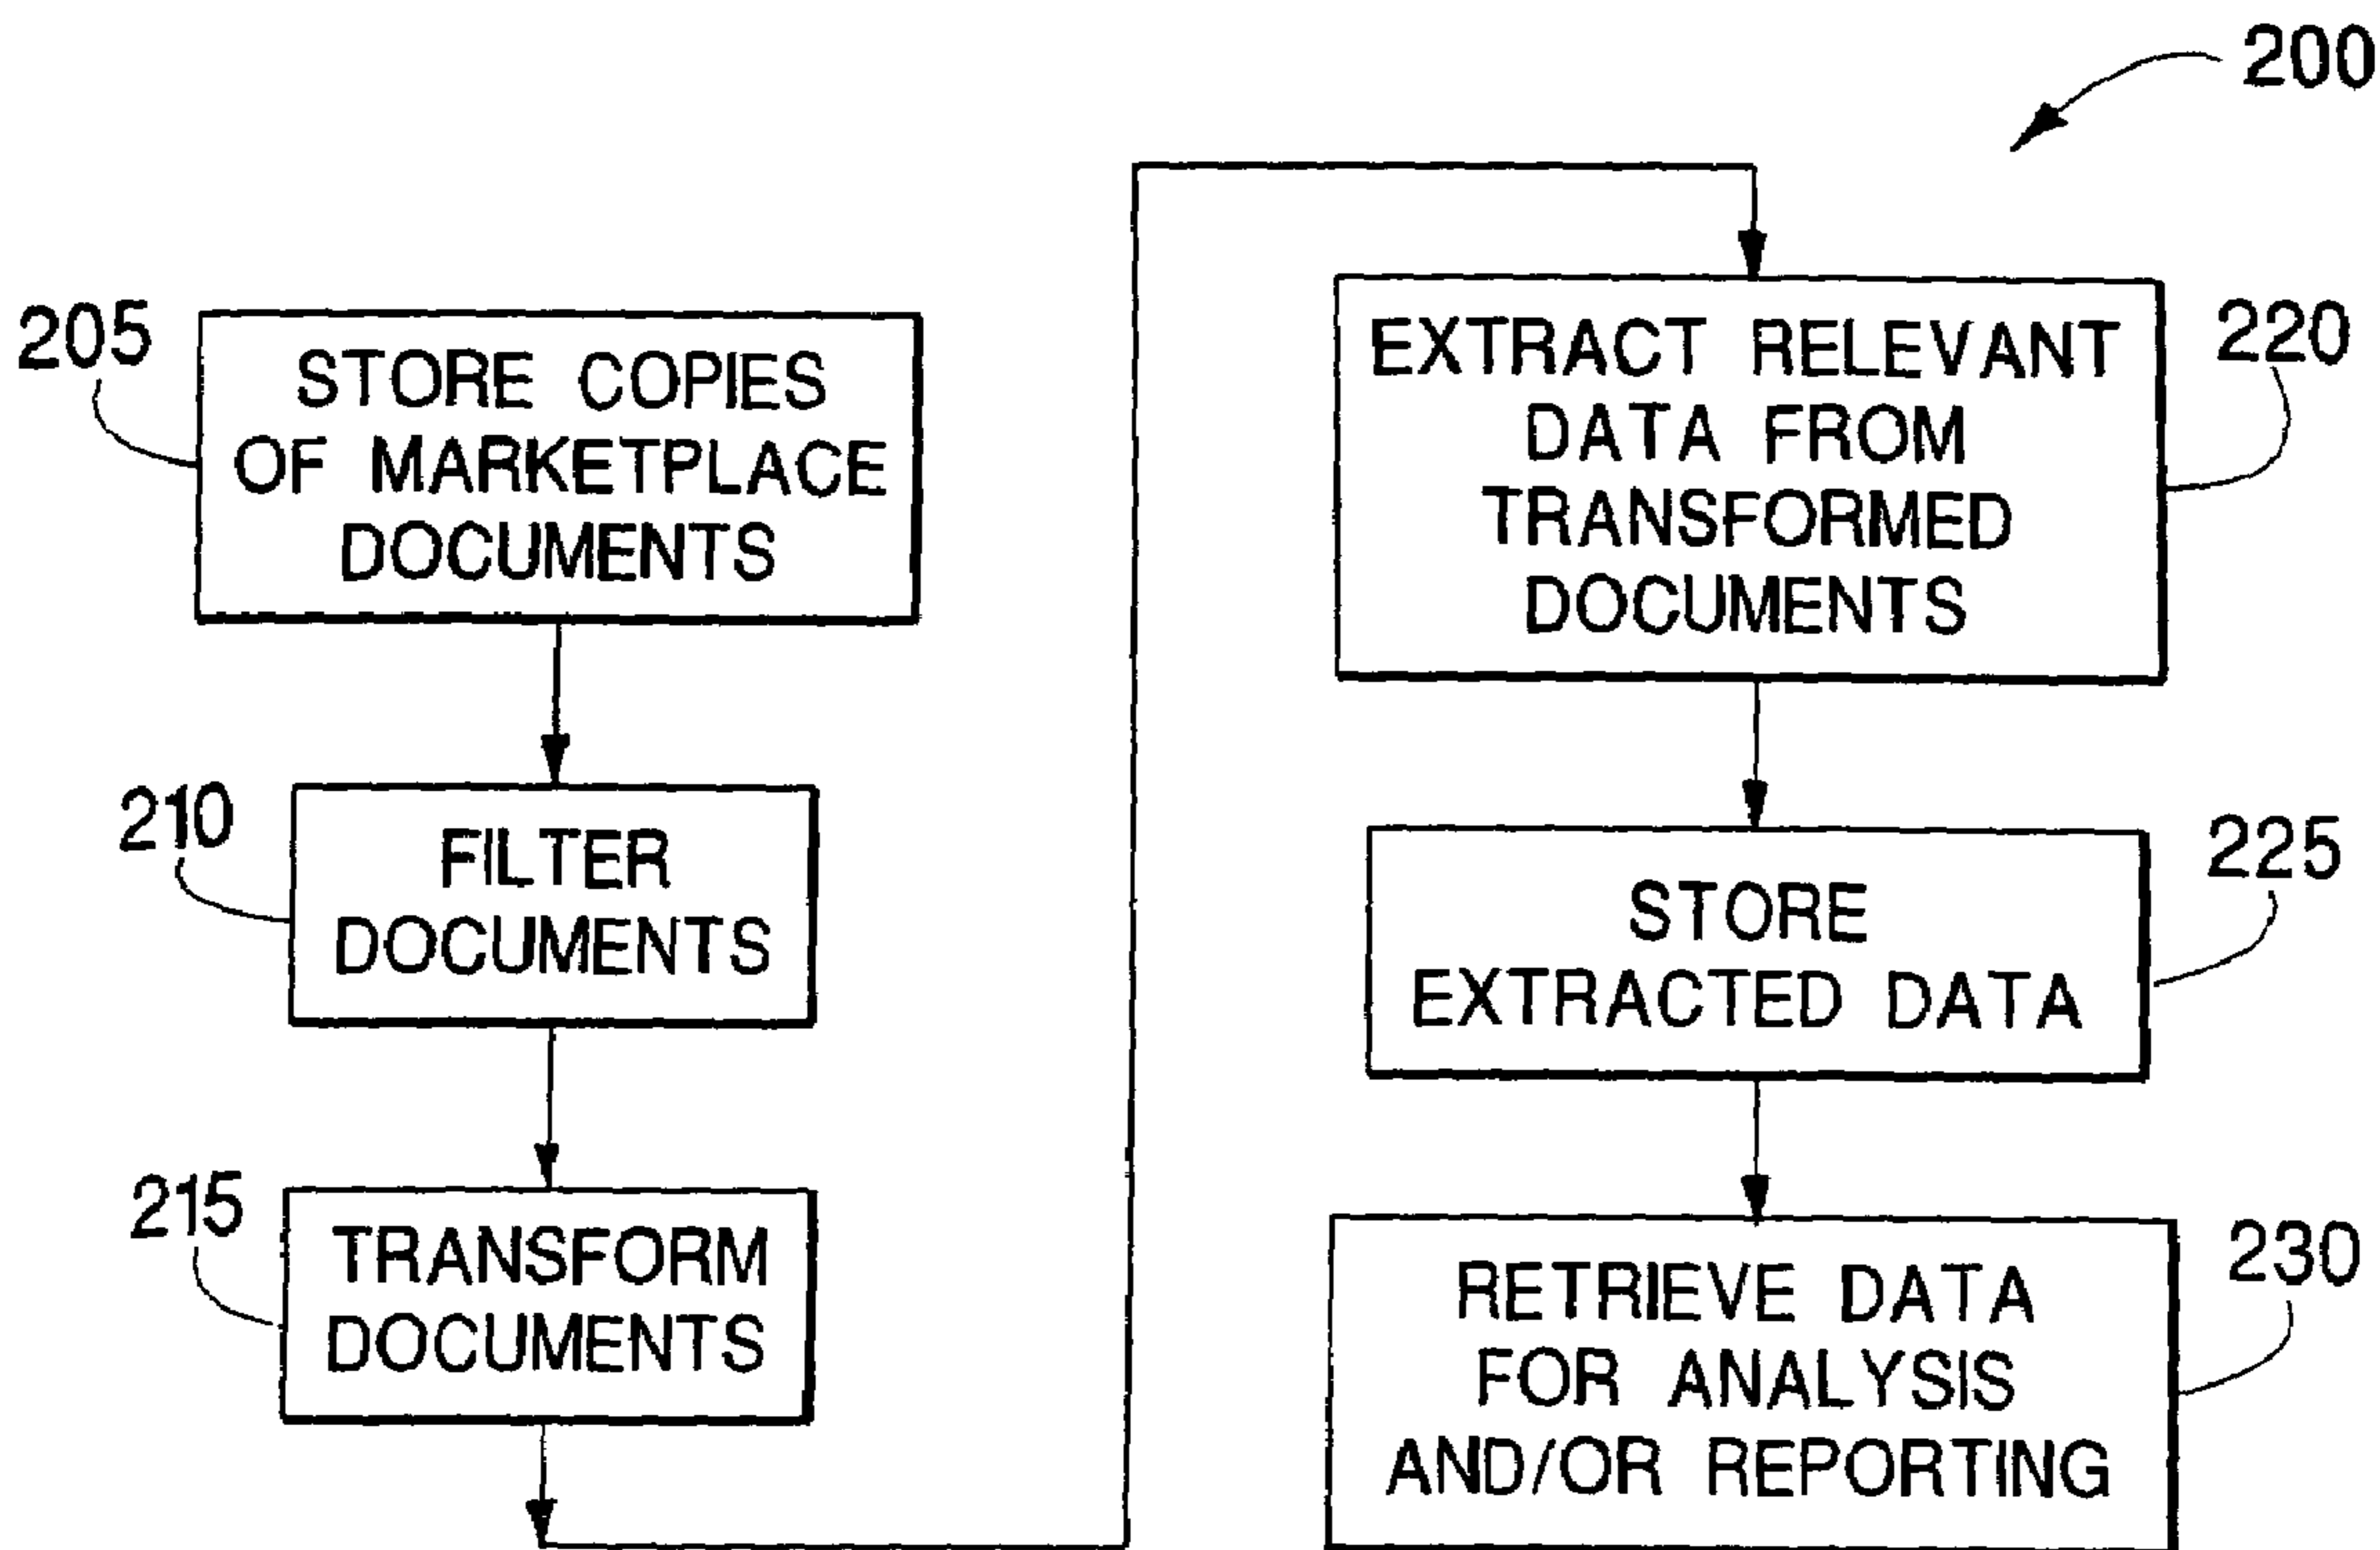 200
205
STORE COPIES
OF MARKETPLACE
DOCUMENTS
210
FILTER
DOCUMENTS
215
TRANSFORM
DOCUMENTS
220
EXTRACT RELEVANT
DATA FROM
TRANSFORMED
DOCUMENTS
225
STORE
EXTRACTED DATA
230
RETRIEVE DATA
FOR ANALYSIS
AND/OR REPORTING